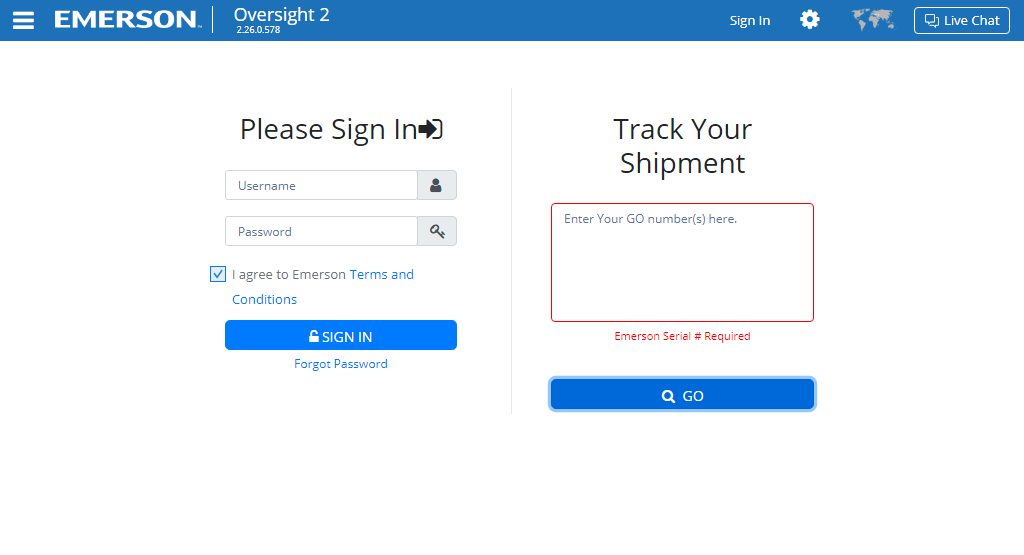 EMERSON
Oversight 2
2.26.0.578
Sign In
Live Chat
Please Sign In
Username
Password
I agree to Emerson Terms and
Conditions
SIGN IN
Forgot Password
Track Your
Shipment
Enter Your GO number(s) here.
Emerson Serial # Required
GO